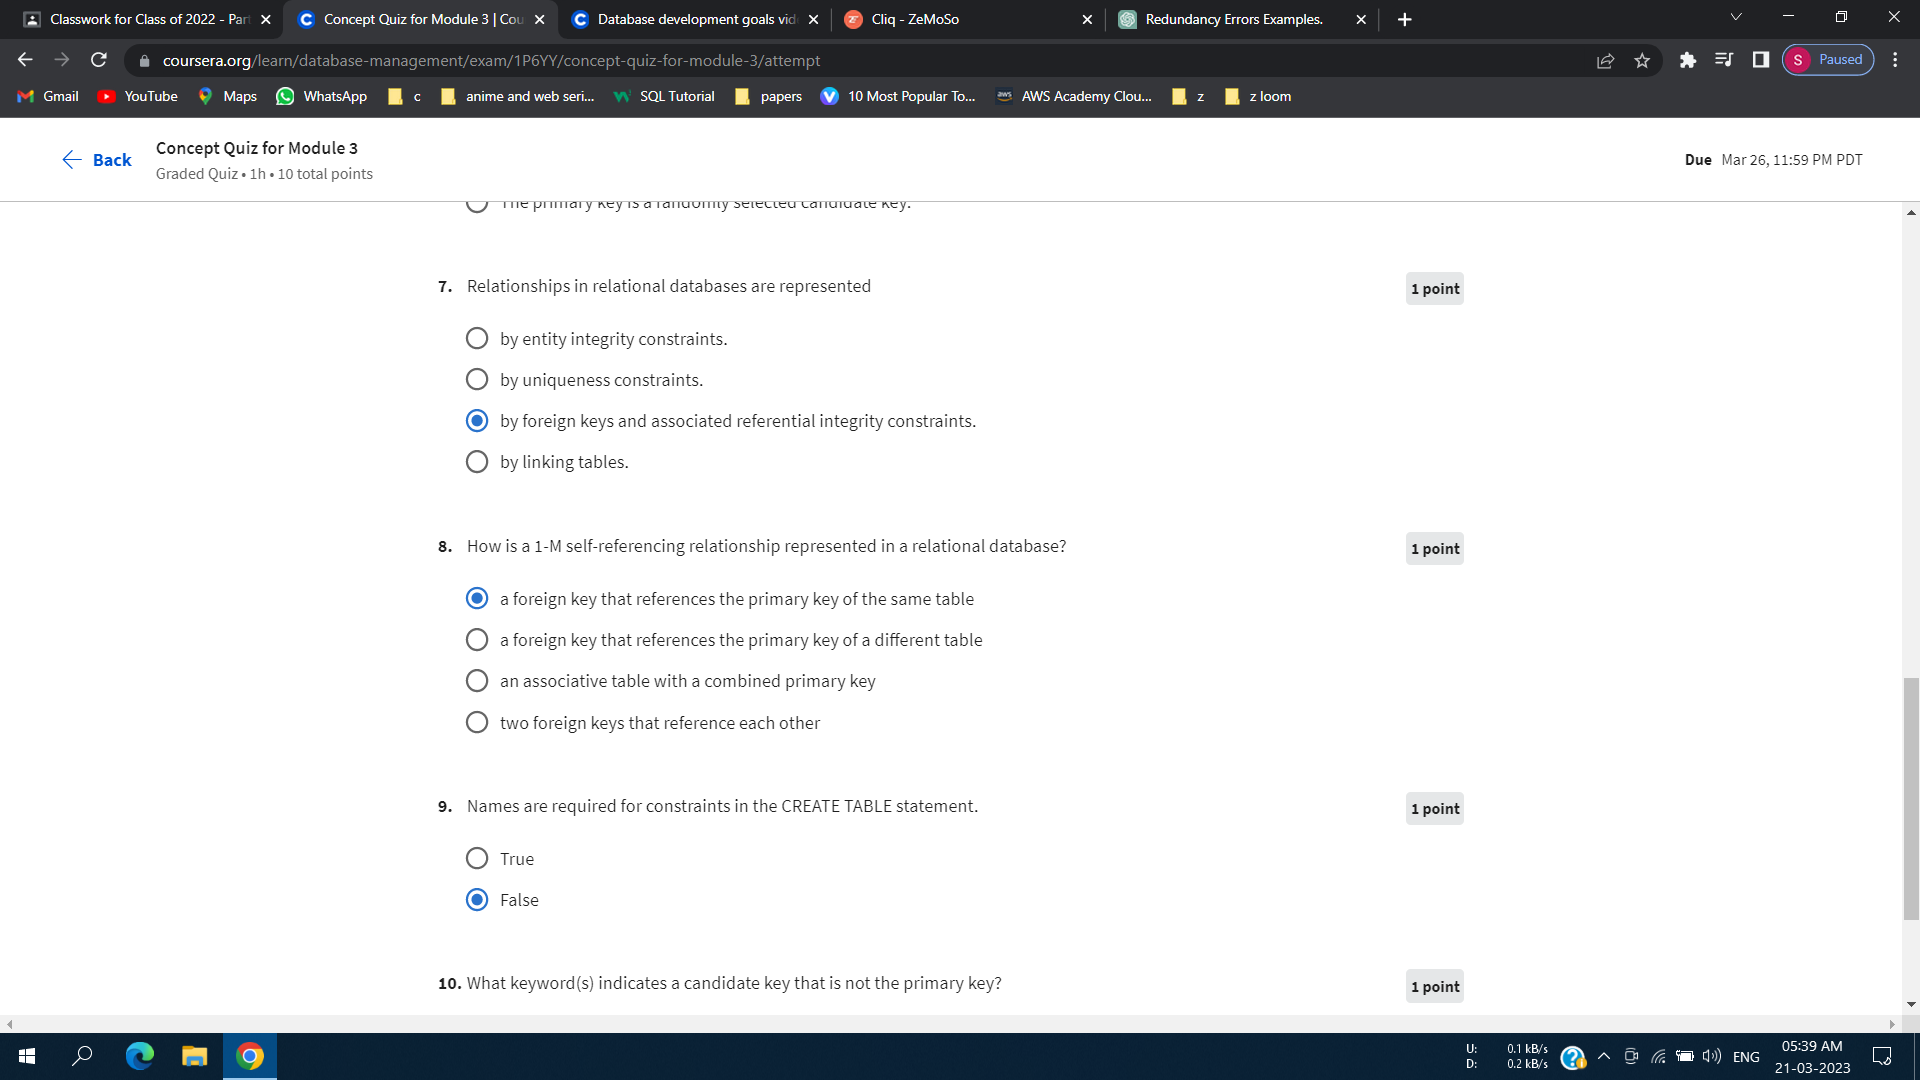 Classwork for Class of 2022 - Par
Concept Quiz for Module 3 | Cou
Database development goals vid
Cliq - ZeMoSo
Redundancy Errors Examples.
coursera.org/learn/database-management/exam/1P6YY/concept-quiz-for-module-3/attempt
S Paused
Gmail YouTube Maps WhatsApp c anime and web seri... SQL Tutorial papers 10 Most Popular To... AWS Academy Clou... z z loom
Back
Concept Quiz for Module 3
Graded Quiz • 1h • 10 total points
Due Mar 26, 11:59 PM PDT
The primary key is a randomly selected candidate key.
7. Relationships in relational databases are represented
1 point
by entity integrity constraints.
by uniqueness constraints.
by foreign keys and associated referential integrity constraints.
by linking tables.
8. How is a 1-M self-referencing relationship represented in a relational database?
1 point
a foreign key that references the primary key of the same table
a foreign key that references the primary key of a different table
an associative table with a combined primary key
two foreign keys that reference each other
9. Names are required for constraints in the CREATE TABLE statement.
1 point
True
False
10. What keyword(s) indicates a candidate key that is not the primary key?
1 point
U: 0.1 kB/s
D: 0.2 kB/s
ENG
05:39 AM
21-03-2023